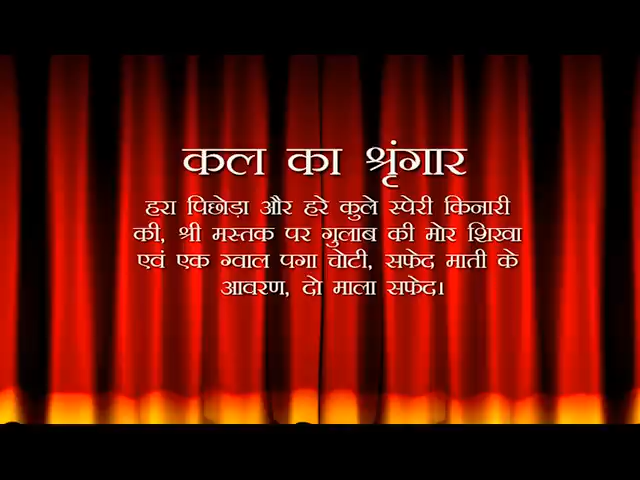 कल का श्रृंगार
हरा पिछोड़ा और हरे कुले स्पेरी किनारी
की, श्री मस्तक पर गुलाब की मोर शिखा
एवं एक ग्वाल पगा चोटी, सफेद माती के
आवरण, दो माला सफेद।